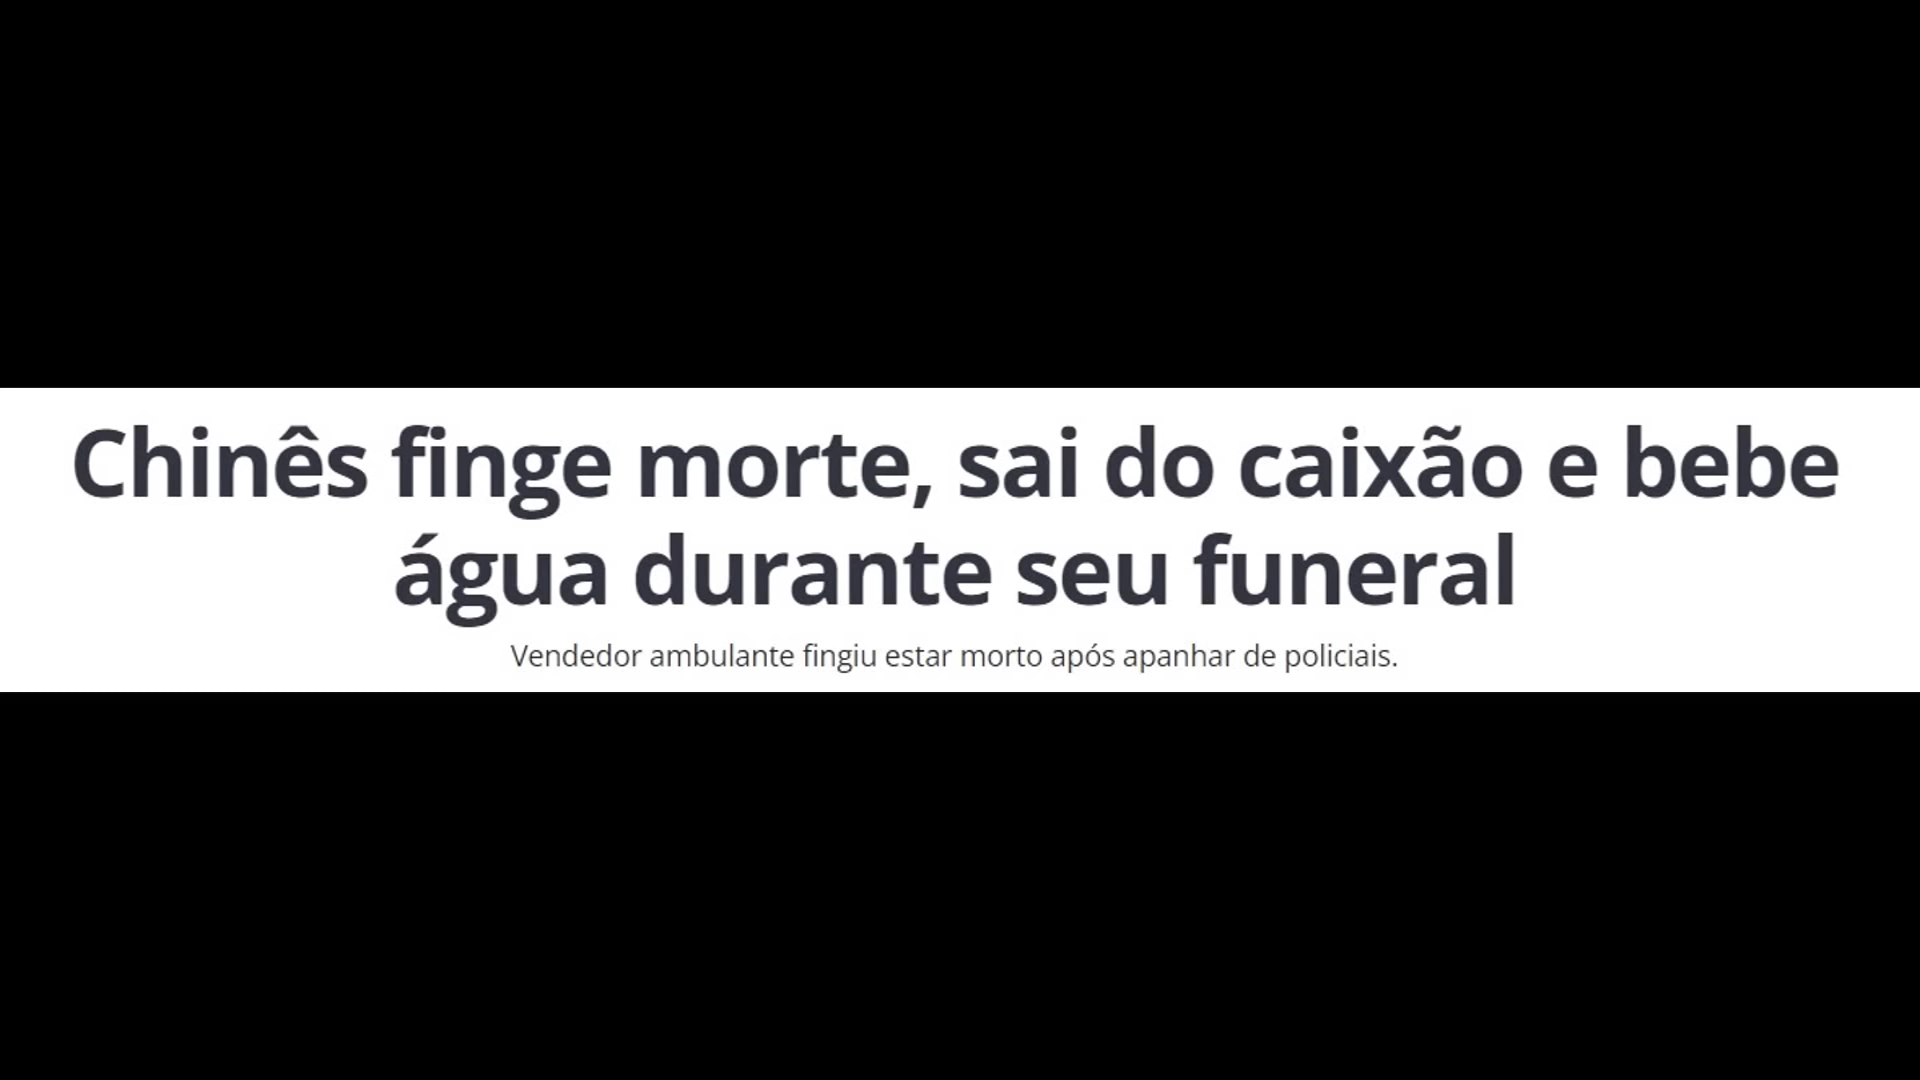 Chinês finge morte, sai do caixão e bebe
água durante seu funeral
Vendedor ambulante fingiu estar morto após apanhar de policiais.